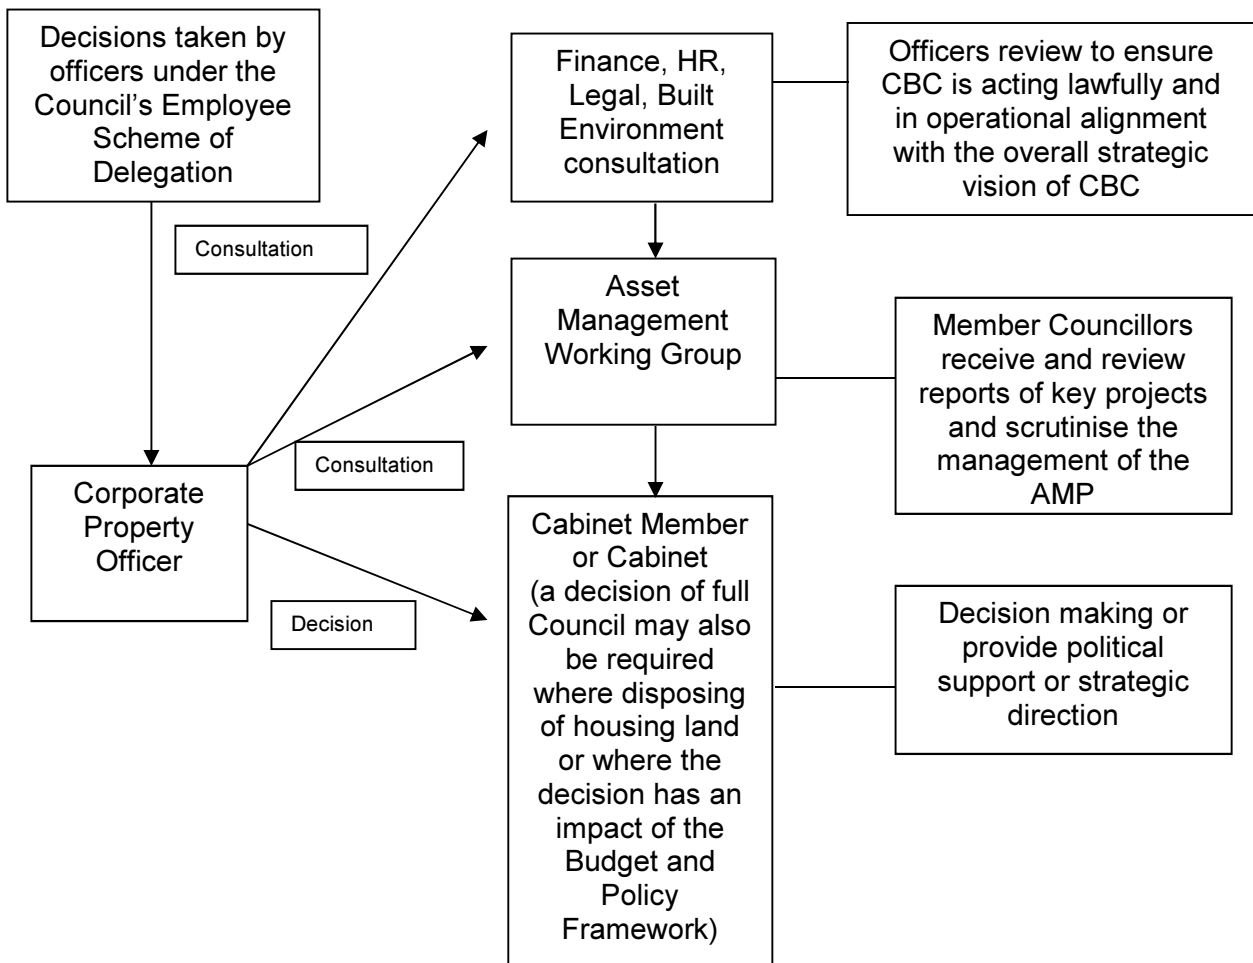 Decisions taken by
officers under the
Council’s Employee
Scheme of
Delegation
Consultation
Corporate
Property
Officer
Consultation
Decision
Finance, HR,
Legal, Built
Environment
consultation
Officers review to ensure
CBC is acting lawfully and
in operational alignment
with the overall strategic
vision of CBC
Asset
Management
Working Group
Member Councillors
receive and review
reports of key projects
and scrutinise the
management of the
AMP
Cabinet Member
or Cabinet
(a decision of full
Council may also
be required
where disposing
of housing land
or where the
decision has an
impact of the
Budget and
Policy
Framework)
Decision making or
provide political
support or strategic
direction